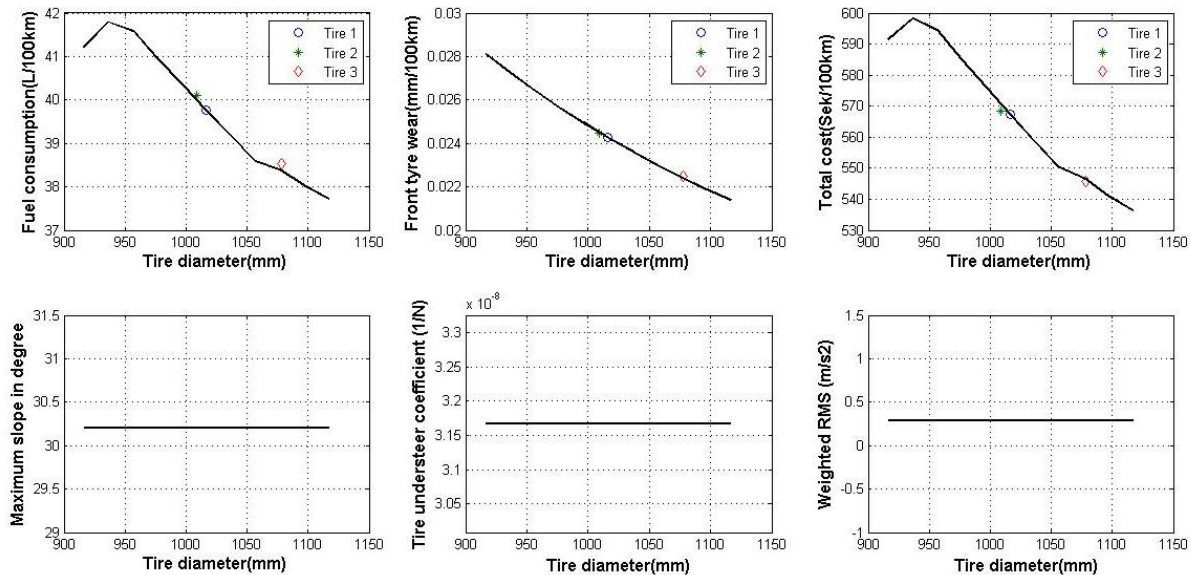 Fuel consumption(L/100km)
42
41
40
39
38
37
900 950 1000 1050 1100 1150
Tire diameter(mm)
Tire 1
Tire 2
Tire 3
Front tyre wear(mm/100km)
0.03
0.028
0.026
0.024
0.022
0.02
900 950 1000 1050 1100 1150
Tire diameter(mm)
Tire 1
Tire 2
Tire 3
Total cost(Sek/100km)
600
590
580
570
560
550
540
530
900 950 1000 1050 1100 1150
Tire diameter(mm)
Tire 1
Tire 2
Tire 3
Maximum slope in degree
31.5
31
30.5
30
29.5
29
900 950 1000 1050 1100 1150
Tire diameter(mm)
Tire understeer coefficient (1/N)
x 10-8
3.3
3.25
3.2
3.15
3.1
3.05
900 950 1000 1050 1100 1150
Tire diameter(mm)
Weighted RMS (m/s2)
1.5
1
0.5
0
-0.5
-1
900 950 1000 1050 1100 1150
Tire diameter(mm)